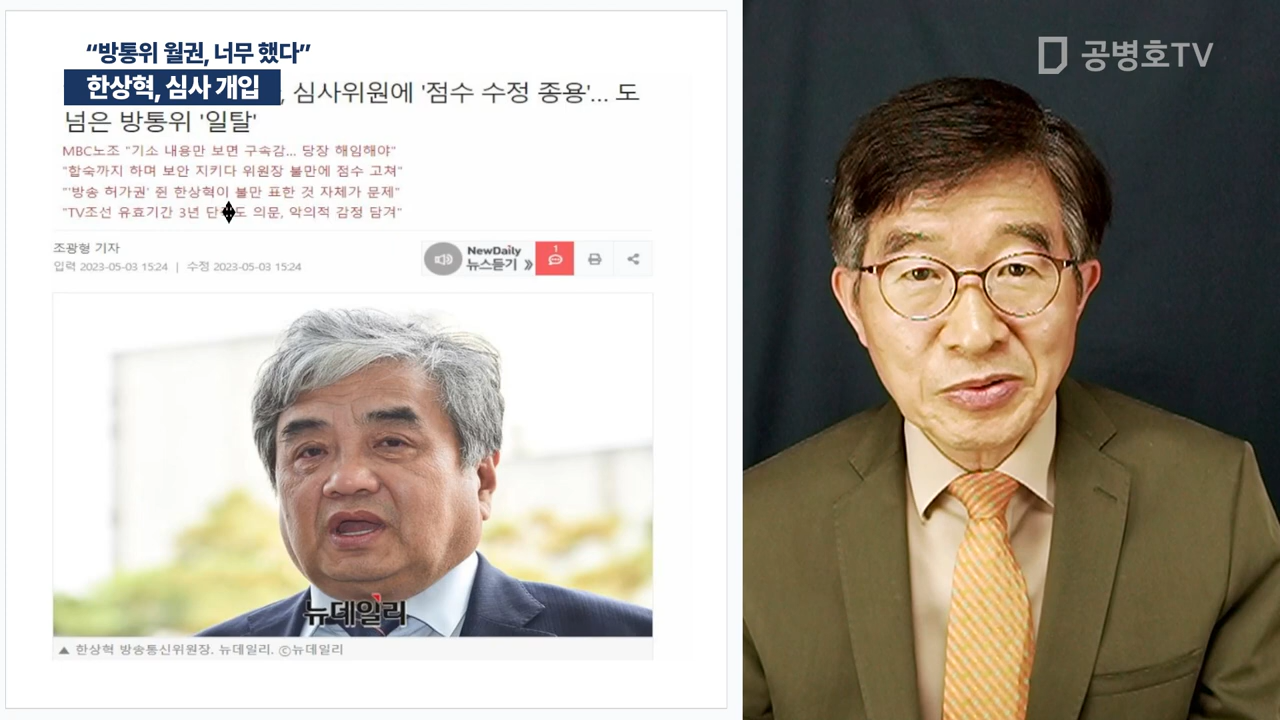 “방통위 월권, 너무 했다”
한상혁, 심사 개입
, 심사위원에 '점수 수정 종용'... 도
넘은 방통위 '일탈'
MBC노조 "기소 내용만 보면 구속감... 당장 해임해야"
"합숙까지 하며 보안 지키다 위원장 불만에 점수 고쳐"
"'방송 허가권' 쥔 한상혁이 불만 표한 것 자체가 문제"
"TV조선 유효기간 3년 의문, 악의적 감정 담겨"
조광형 기자
입력 2023-05-03 15:24 | 수정 2023-05-03 15:24
NewDaily
뉴스듣기
1
뉴데일리
▲ 한상혁 방송통신위원장. 뉴데일리. ⓒ뉴데일리
공병호TV